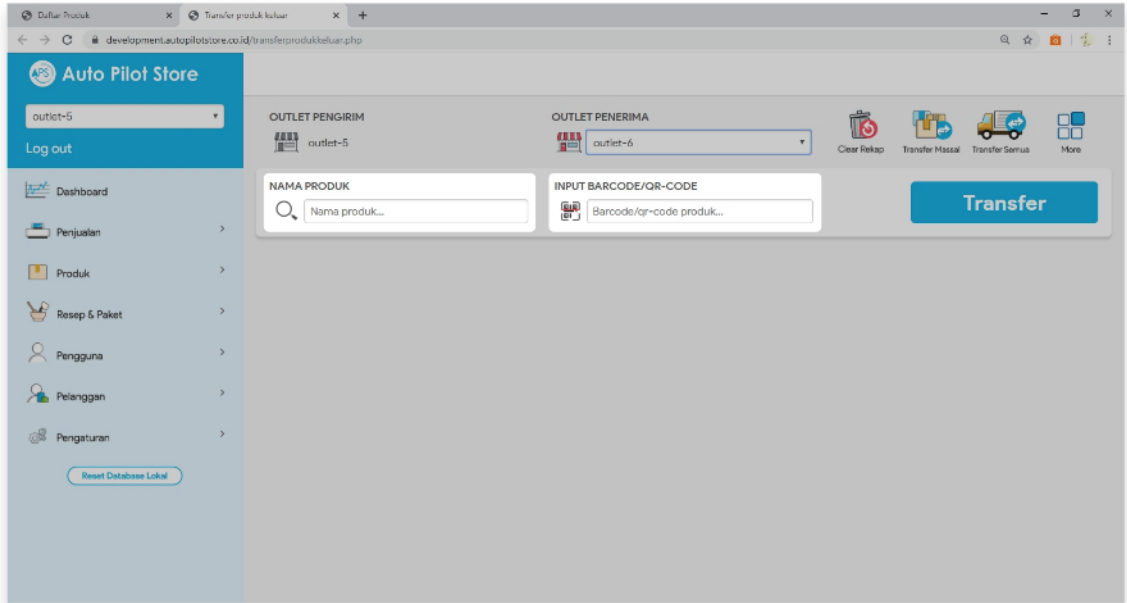 Daftar Produk
Transfer produk keluar
development.autopilotstore.co.id/transferprodukkeluar.php
APS Auto Pilot Store
outlet-5
Log out
Dashboard
Penjualan
Produk
Resep & Paket
Pengguna
Pelanggan
Pengaturan
Reset Database Lokal
OUTLET PENGIRIM
outlet-5
OUTLET PENERIMA
outlet-6
Clear Rekap
Transfer Massal
Transfer Semua
More
NAMA PRODUK
Nama produk...
INPUT BARCODE/QR-CODE
Barcode/qr-code produk...
Transfer